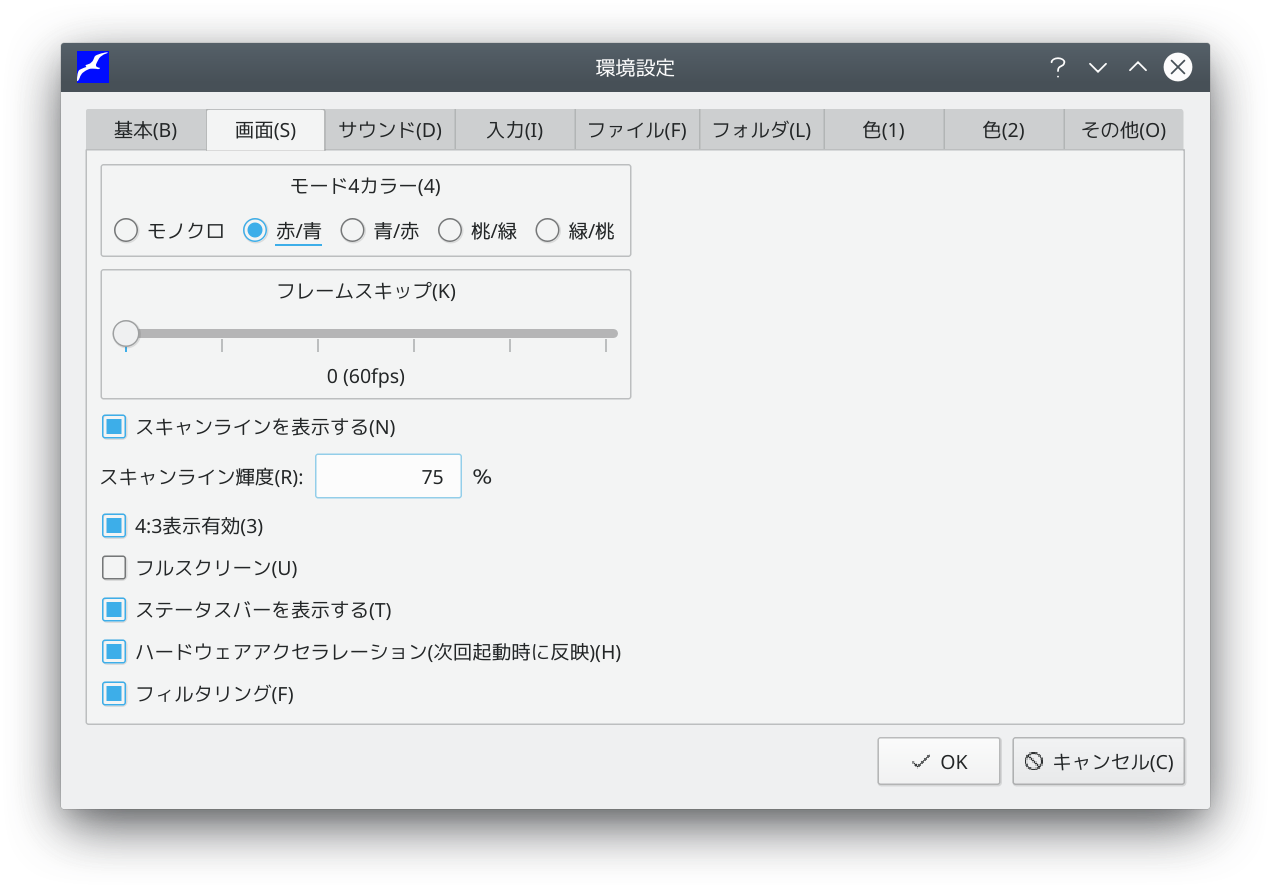 環境設定
基本(B) 画面(S) サウンド(D) 入力(I) ファイル(F) フォルダ(L) 色(1) 色(2) その他(O)
モード4カラー(4)
モノクロ 赤/青 青/赤 桃/緑 緑/桃
フレームスキップ(K)
0 (60fps)
スキャンラインを表示する(N)
スキャンライン輝度(R): 75 %
4:3表示有効(3)
フルスクリーン(U)
ステータスバーを表示する(T)
ハードウェアアクセラレーション(次回起動時に反映)(H)
フィルタリング(F)
OK キャンセル(C)